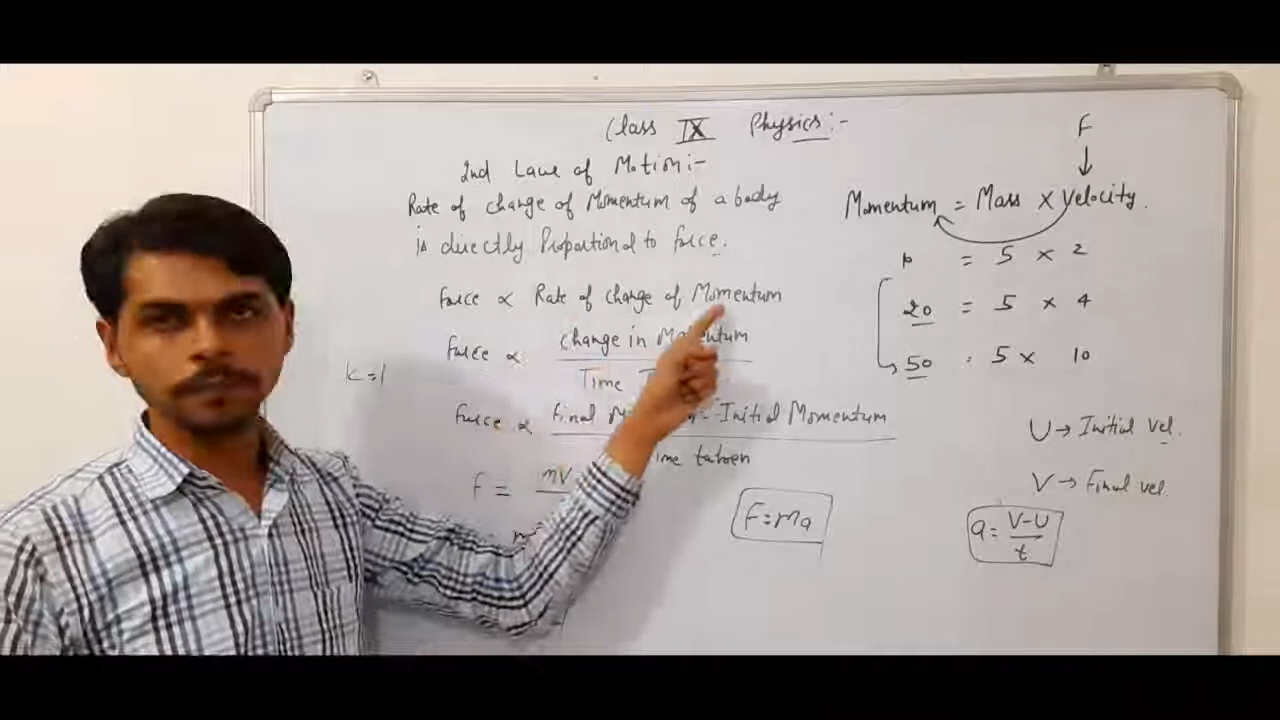 Class IX Physics:-
2nd Law of Motion:-
Rate of change of Momentum of a body
is directly Proportional to force.
Force ∝ Rate of change of Momentum
Force ∝ Change in Momentum
Time
k=1
Force ∝ Final Initial Momentum
Time taken
F = mV
F=ma
F
↓
Momentum = Mass × Velocity.
p = 5 × 2
20 = 5 × 4
50 = 5 × 10
U → Initial Vel.
V → Final Vel.
a = V-U
t